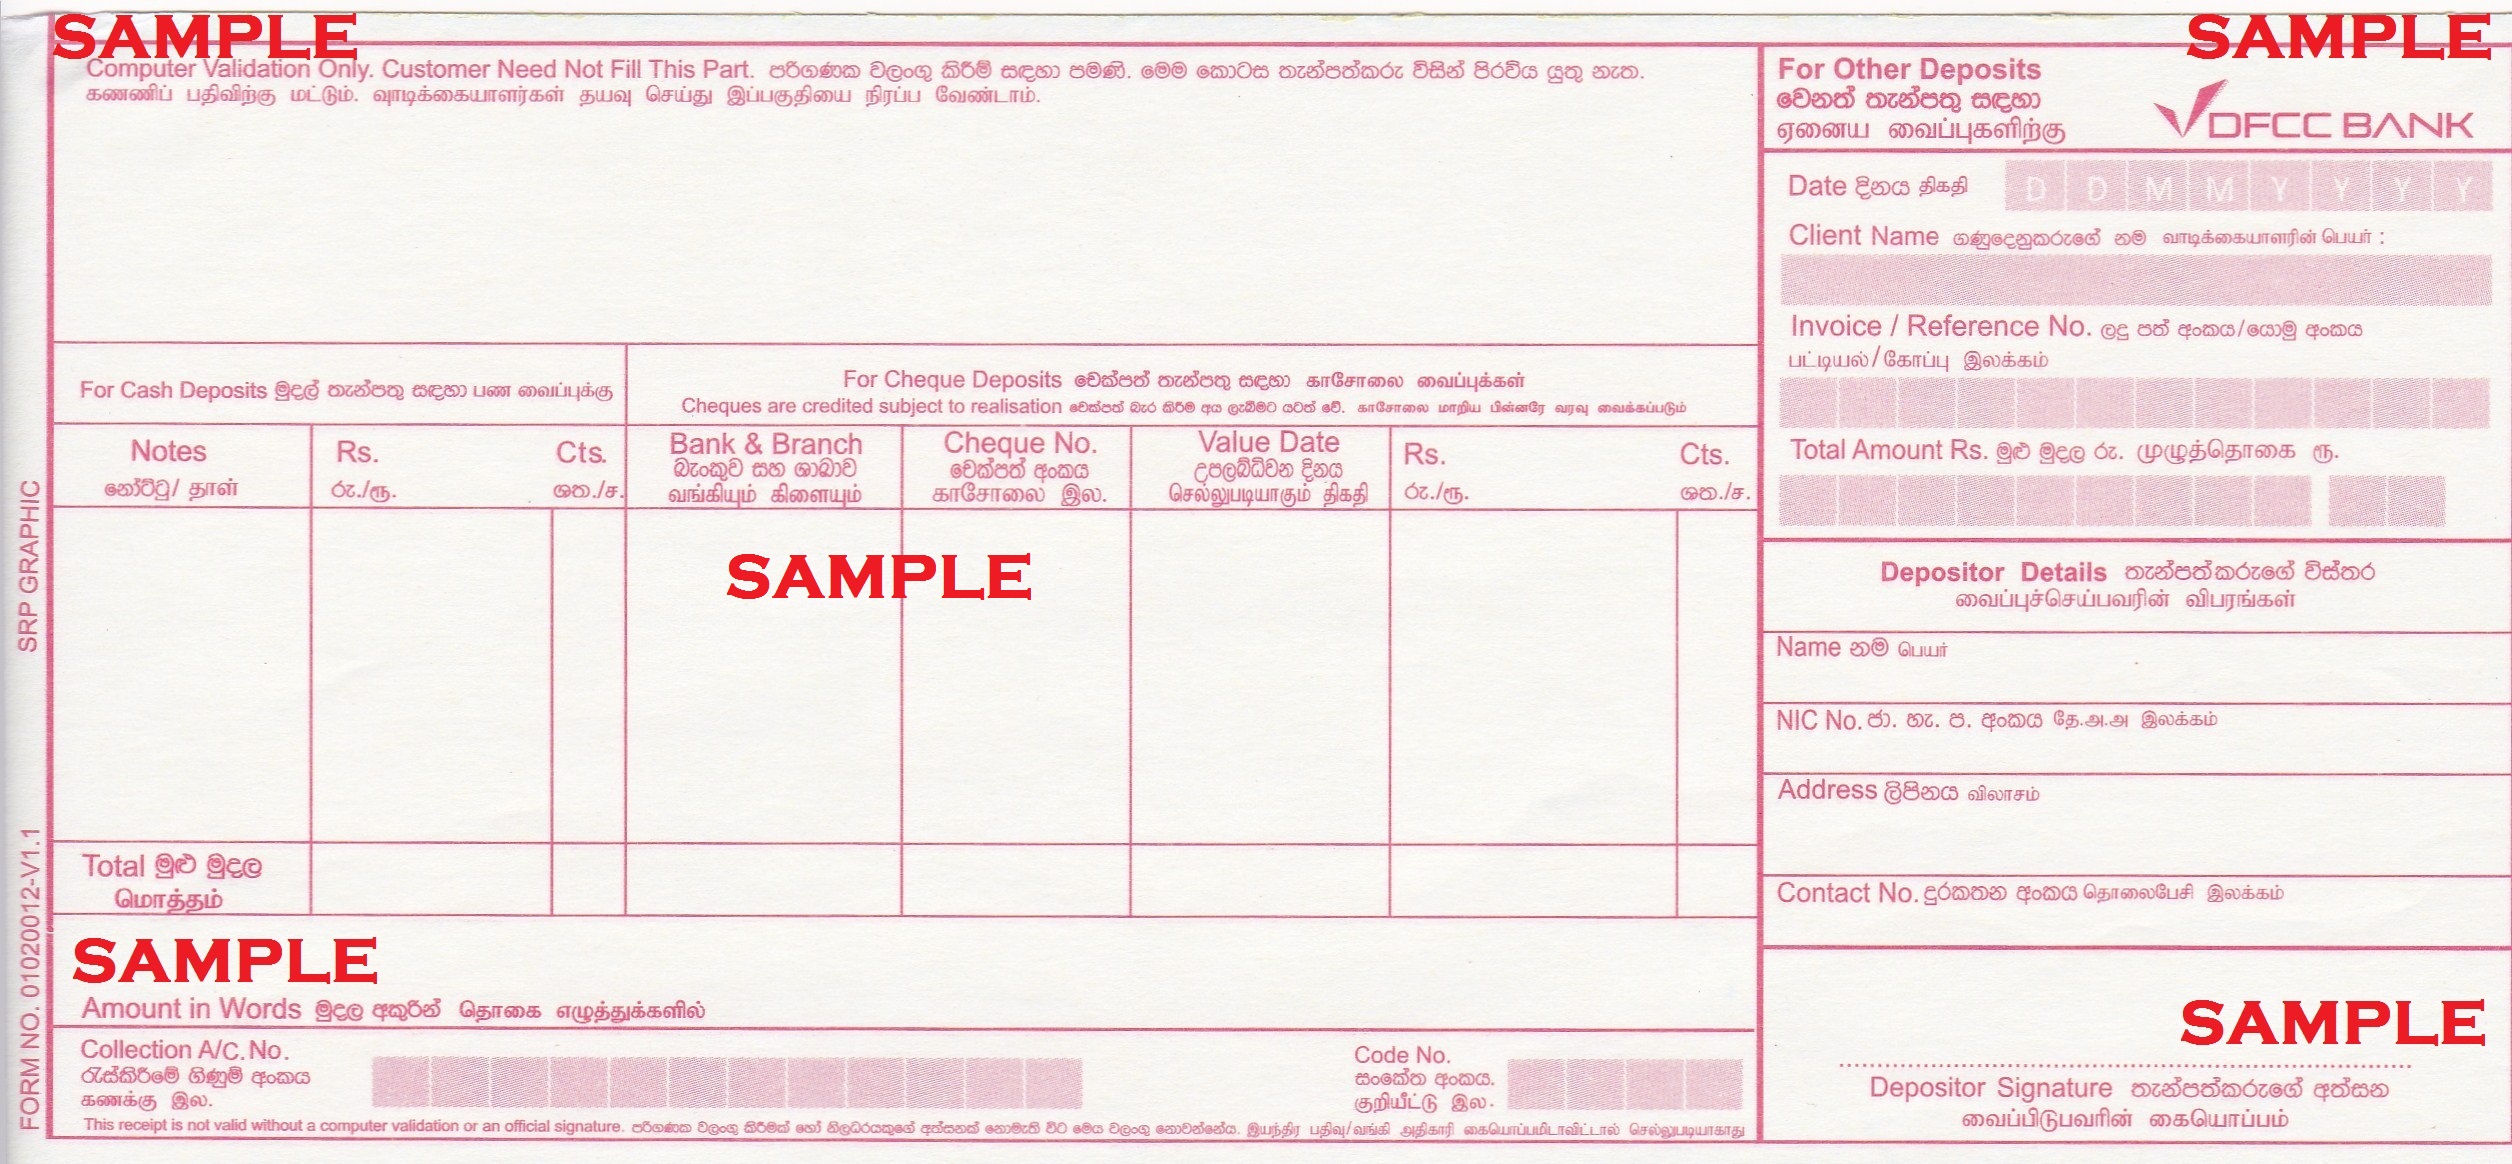 SAMPLE
SAMPLE
Computer Validation Only. Customer Need Not Fill This Part. පරිගණක වලංගු කිරීම් සඳහා පමණි. මෙම කොටස තැන්පත්කරු විසින් පිරවිය යුතු නැත.
கணணிப் பதிவிற்கு மட்டும். வாடிக்கையாளர்கள் தயவு செய்து இப்பகுதியை நிரப்ப வேண்டாம்.
For Other Deposits
වෙනත් තැන්පතු සඳහා
ஏனைய வைப்புகளிற்கு
DFCC BANK
Date දිනය திகதி
D D M M Y Y Y Y
Client Name ගණුදෙනුකරුගේ නම வாடிக்கையாளரின் பெயர் :
Invoice / Reference No. ලදු පත් අංකය/යොමු අංකය
பட்டியல்/கோப்பு இலக்கம்
Total Amount Rs. මුළු මුදල රු. முழுத்தொகை ரூ.
For Cash Deposits මුදල් තැන්පතු සඳහා பண வைப்புக்கு
For Cheque Deposits චෙක්පත් තැන්පතු සඳහා காசோலை வைப்புக்கள்
Cheques are credited subject to realisation චෙක්පත් බැර කිරීම අය ලැබීමට යටත් වේ. காசோலை மாறிய பின்னரே வரவு வைக்கப்படும்
Notes
නෝට්ටු/ தாள்
Rs.
රු./ரூ.
Cts.
ශත./ச.
Bank & Branch
බැංකුව සහ ශාඛාව
வங்கியும் கிளையும்
Cheque No.
චෙක්පත් අංකය
காசோலை இல.
Value Date
උපලබ්ධිවන දිනය
செல்லுபடியாகும் திகதி
Rs.
රු./ரூ.
Cts.
ශත./ச.
SAMPLE
Total මුළු මුදල
மொத்தம்
SAMPLE
Amount in Words මුදල අකුරින් தொகை எழுத்துக்களில்
Collection A/C. No.
රැස්කිරීමේ ගිණුම් අංකය
கணக்கு இல.
Code No.
සංකේත අංකය.
குறியீட்டு இல.
This receipt is not valid without a computer validation or an official signature. පරිගණක වලංගු කිරීමක් හෝ නිලධරයකුගේ අත්සනක් නොමැති විට මෙය වලංගු නොවන්නේය. இயந்திர பதிவு/வங்கி அதிகாரி கையொப்பமிடாவிட்டால் செல்லுபடியாகாது
Depositor Details තැන්පත්කරුගේ විස්තර
வைப்புச்செய்பவரின் விபரங்கள்
Name නම பெயர்
NIC No. ජා. හැ. ප. අංකය தே.அ.அ இலக்கம்
Address ලිපිනය விலாசம்
Contact No. දුරකතන අංකය தொலைபேசி இலக்கம்
SAMPLE
Depositor Signature තැන්පත්කරුගේ අත්සන
வைப்பிடுபவரின் கையொப்பம்
FORM NO. 01020012-V1.1
SRP GRAPHIC